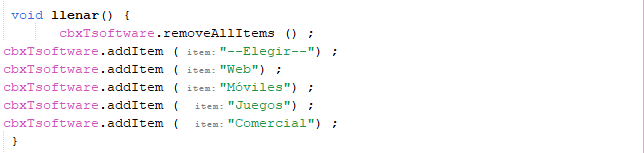 void llenar() {
cbxTsoftware.removeAllItems () ;
cbxTsoftware.addItem ( item: "--Elegir--") ;
cbxTsoftware.addItem ( item: "Web") ;
cbxTsoftware.addItem ( item: "Móviles") ;
cbxTsoftware.addItem ( item: "Juegos") ;
cbxTsoftware.addItem ( item: "Comercial") ;
}